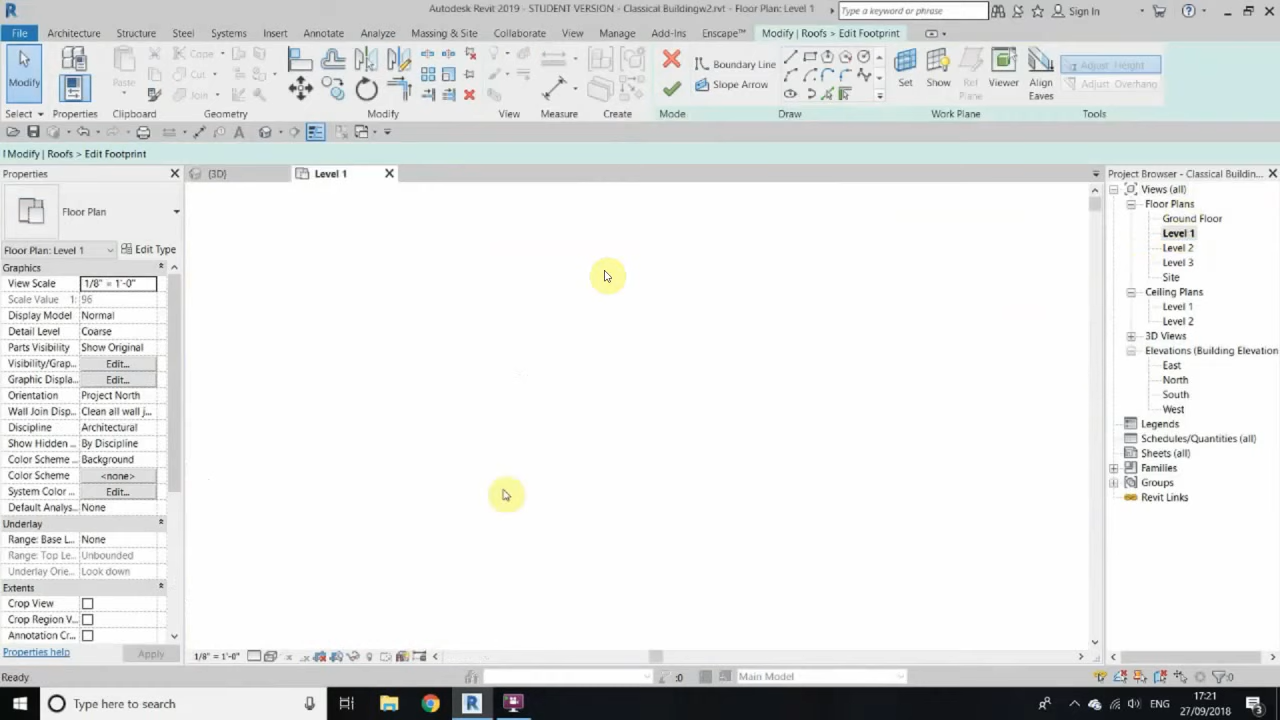 Autodesk Revit 2019 - STUDENT VERSION - Classical Buildingw2.rvt - Floor Plan: Level 1
Type a keyword or phrase
Sign In
File
Architecture
Structure
Steel
Systems
Insert
Annotate
Analyze
Massing & Site
Collaborate
View
Manage
Add-Ins
Enscape™
Modify | Roofs > Edit Footprint
Modify
Paste
Cope
Cut
Join
Boundary Line
Slope Arrow
Set
Show
Ref Plane
Viewer
Align Eaves
Adjust Height
Adjust Overhang
Select
Properties
Clipboard
Geometry
Modify
View
Measure
Create
Mode
Draw
Work Plane
Tools
Modify | Roofs > Edit Footprint
Properties
{3D}
Level 1
Project Browser - Classical Buildin...
Floor Plan
Floor Plan: Level 1
Edit Type
Graphics
View Scale 1/8" = 1'-0"
Scale Value 1: 96
Display Model Normal
Detail Level Coarse
Parts Visibility Show Original
Visibility/Grap... Edit...
Graphic Displa... Edit...
Orientation Project North
Wall Join Disp... Clean all wall j...
Discipline Architectural
Show Hidden ... By Discipline
Color Scheme ... Background
Color Scheme <none>
System Color ... Edit...
Default Analys... None
Underlay
Range: Base L... None
Range: Top Le... Unbounded
Underlay Orie... Look down
Extents
Crop View
Crop Region V...
Annotation Cr...
Properties help
Apply
Views (all)
Floor Plans
Ground Floor
Level 1
Level 2
Level 3
Site
Ceiling Plans
Level 1
Level 2
3D Views
Elevations (Building Elevation
East
North
South
West
Legends
Schedules/Quantities (all)
Sheets (all)
Families
Groups
Revit Links
1/8" = 1'-0"
Ready
:0
Main Model
:0
Type here to search
ENG
17:21
27/09/2018
3